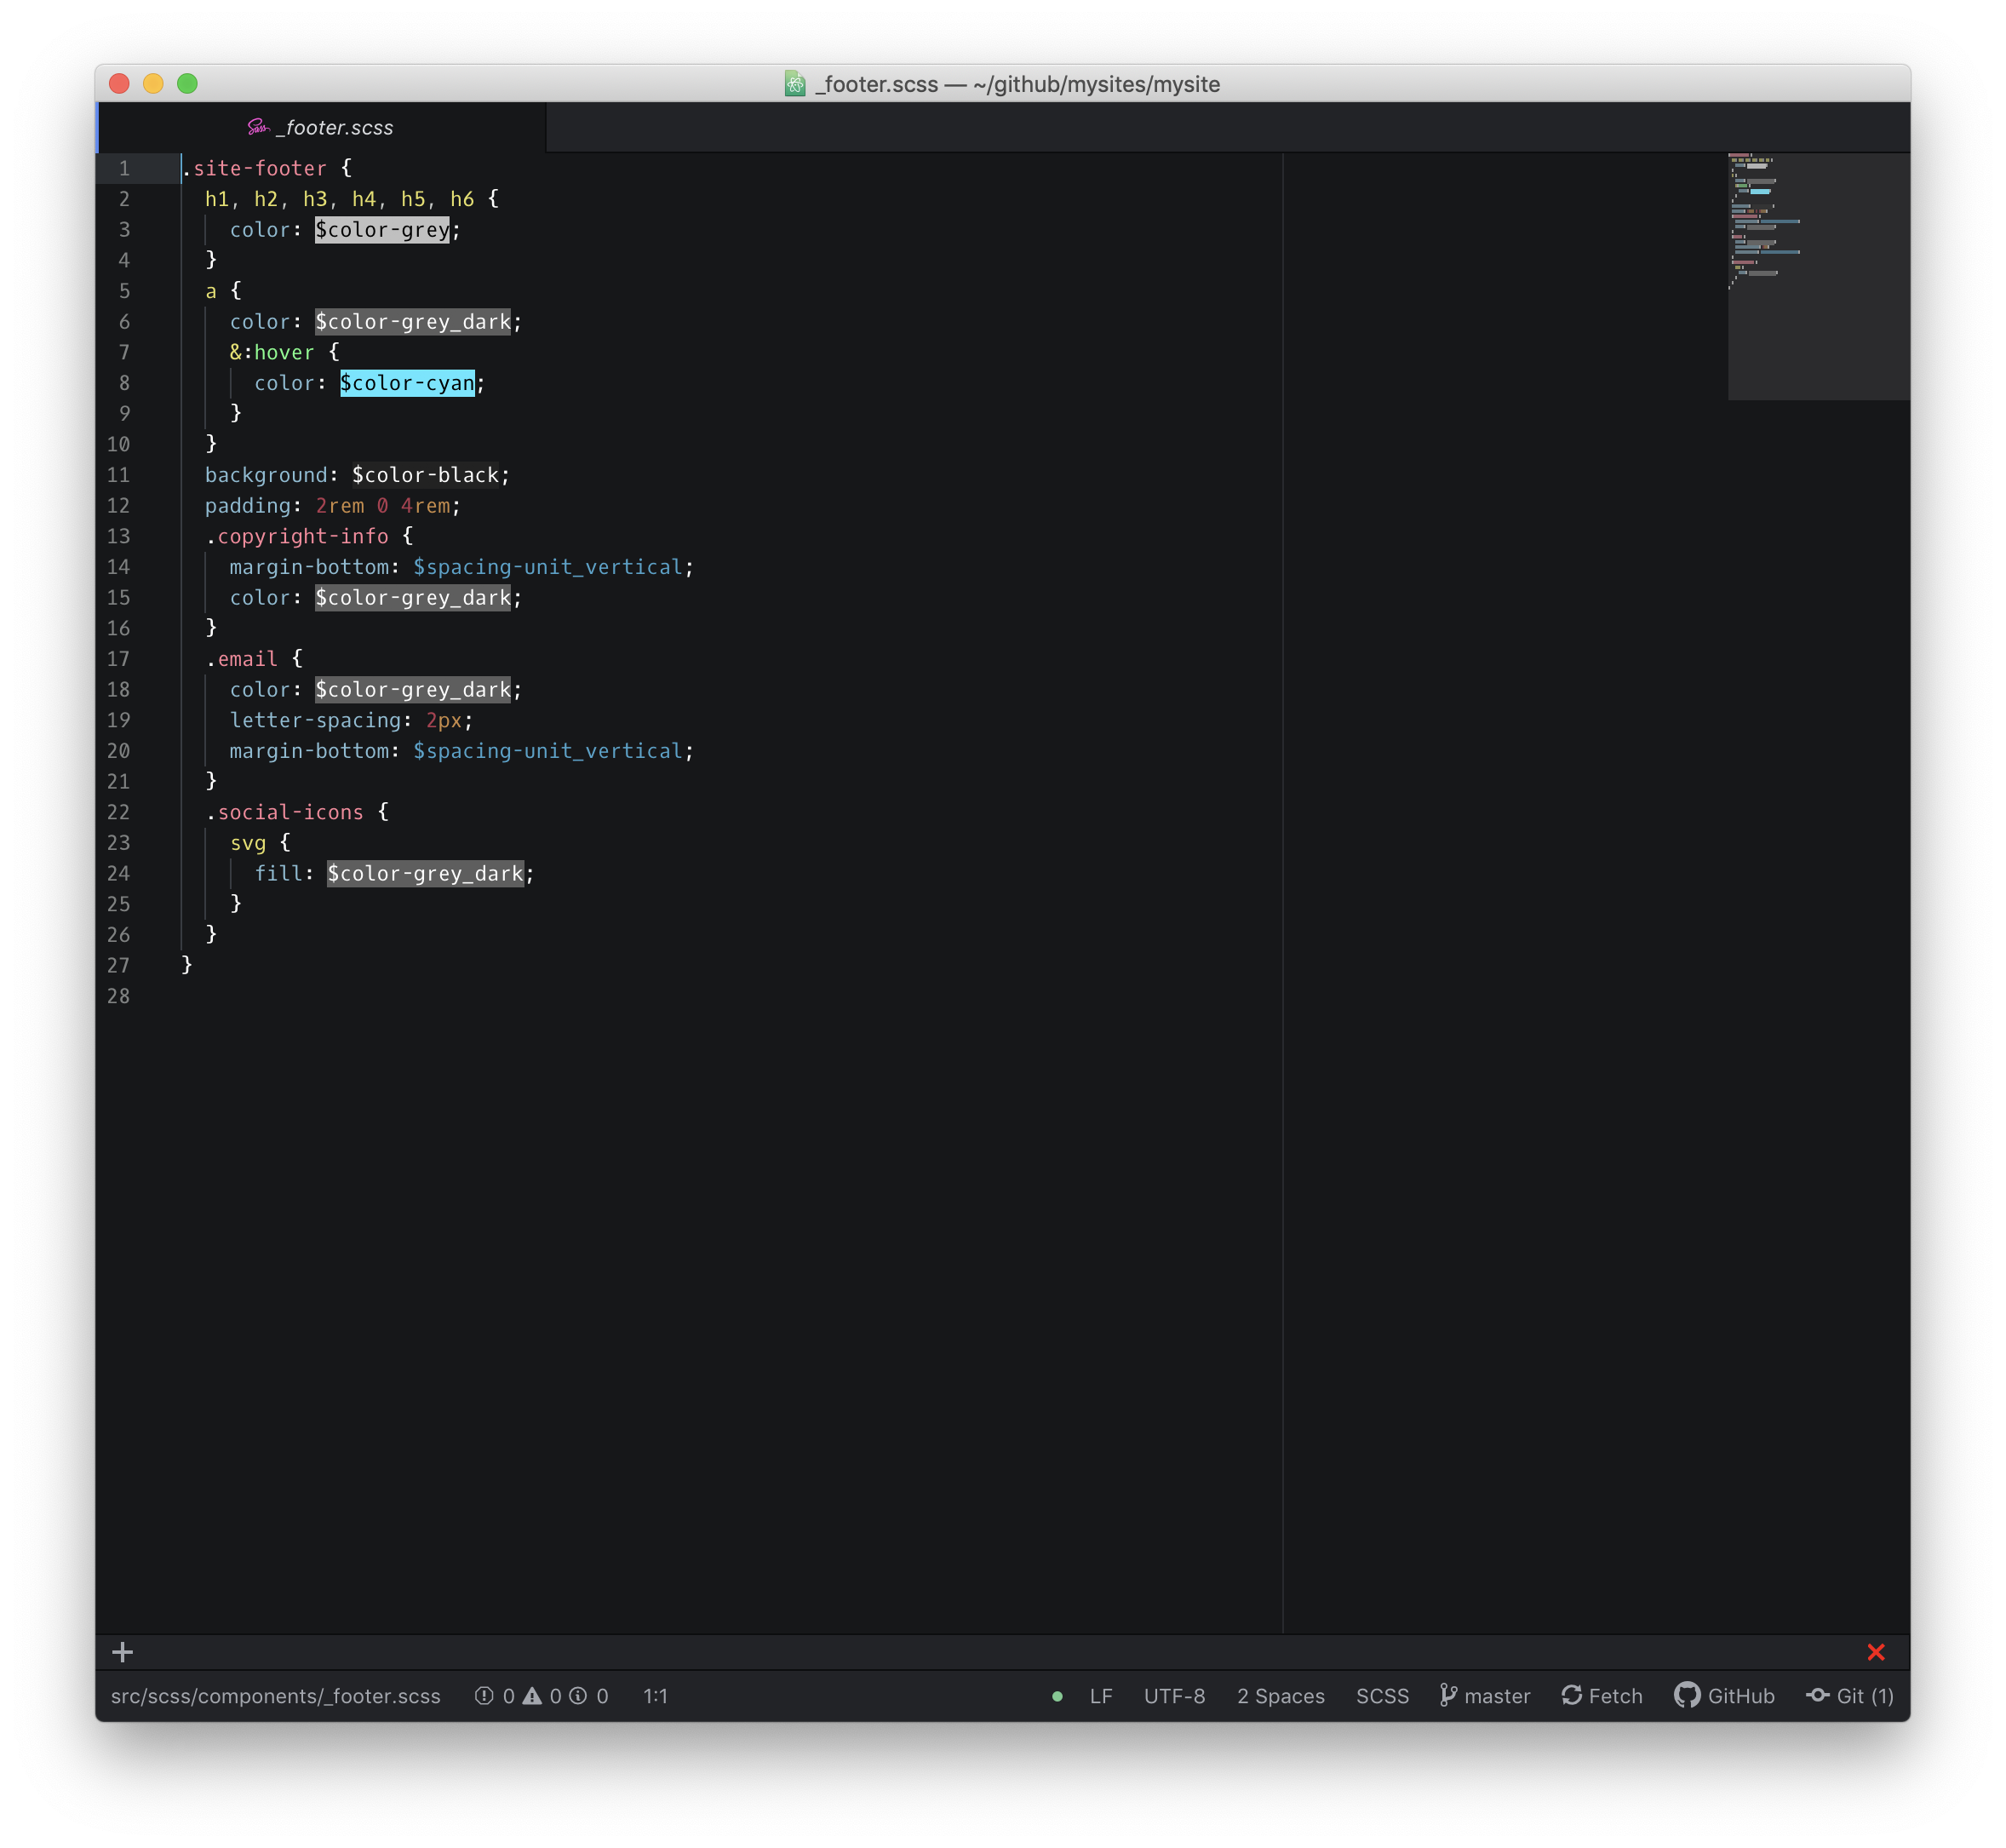 _footer.scss — ~/github/mysites/mysite
_footer.scss
1 .site-footer {
2   h1, h2, h3, h4, h5, h6 {
3     color: $color-grey;
4   }
5   a {
6     color: $color-grey_dark;
7     &:hover {
8       color: $color-cyan;
9     }
10   }
11   background: $color-black;
12   padding: 2rem 0 4rem;
13   .copyright-info {
14     margin-bottom: $spacing-unit_vertical;
15     color: $color-grey_dark;
16   }
17   .email {
18     color: $color-grey_dark;
19     letter-spacing: 2px;
20     margin-bottom: $spacing-unit_vertical;
21   }
22   .social-icons {
23     svg {
24       fill: $color-grey_dark;
25     }
26   }
27 }
28
src/scss/components/_footer.scss 0 0 0 1:1 LF UTF-8 2 Spaces SCSS master Fetch GitHub Git (1)